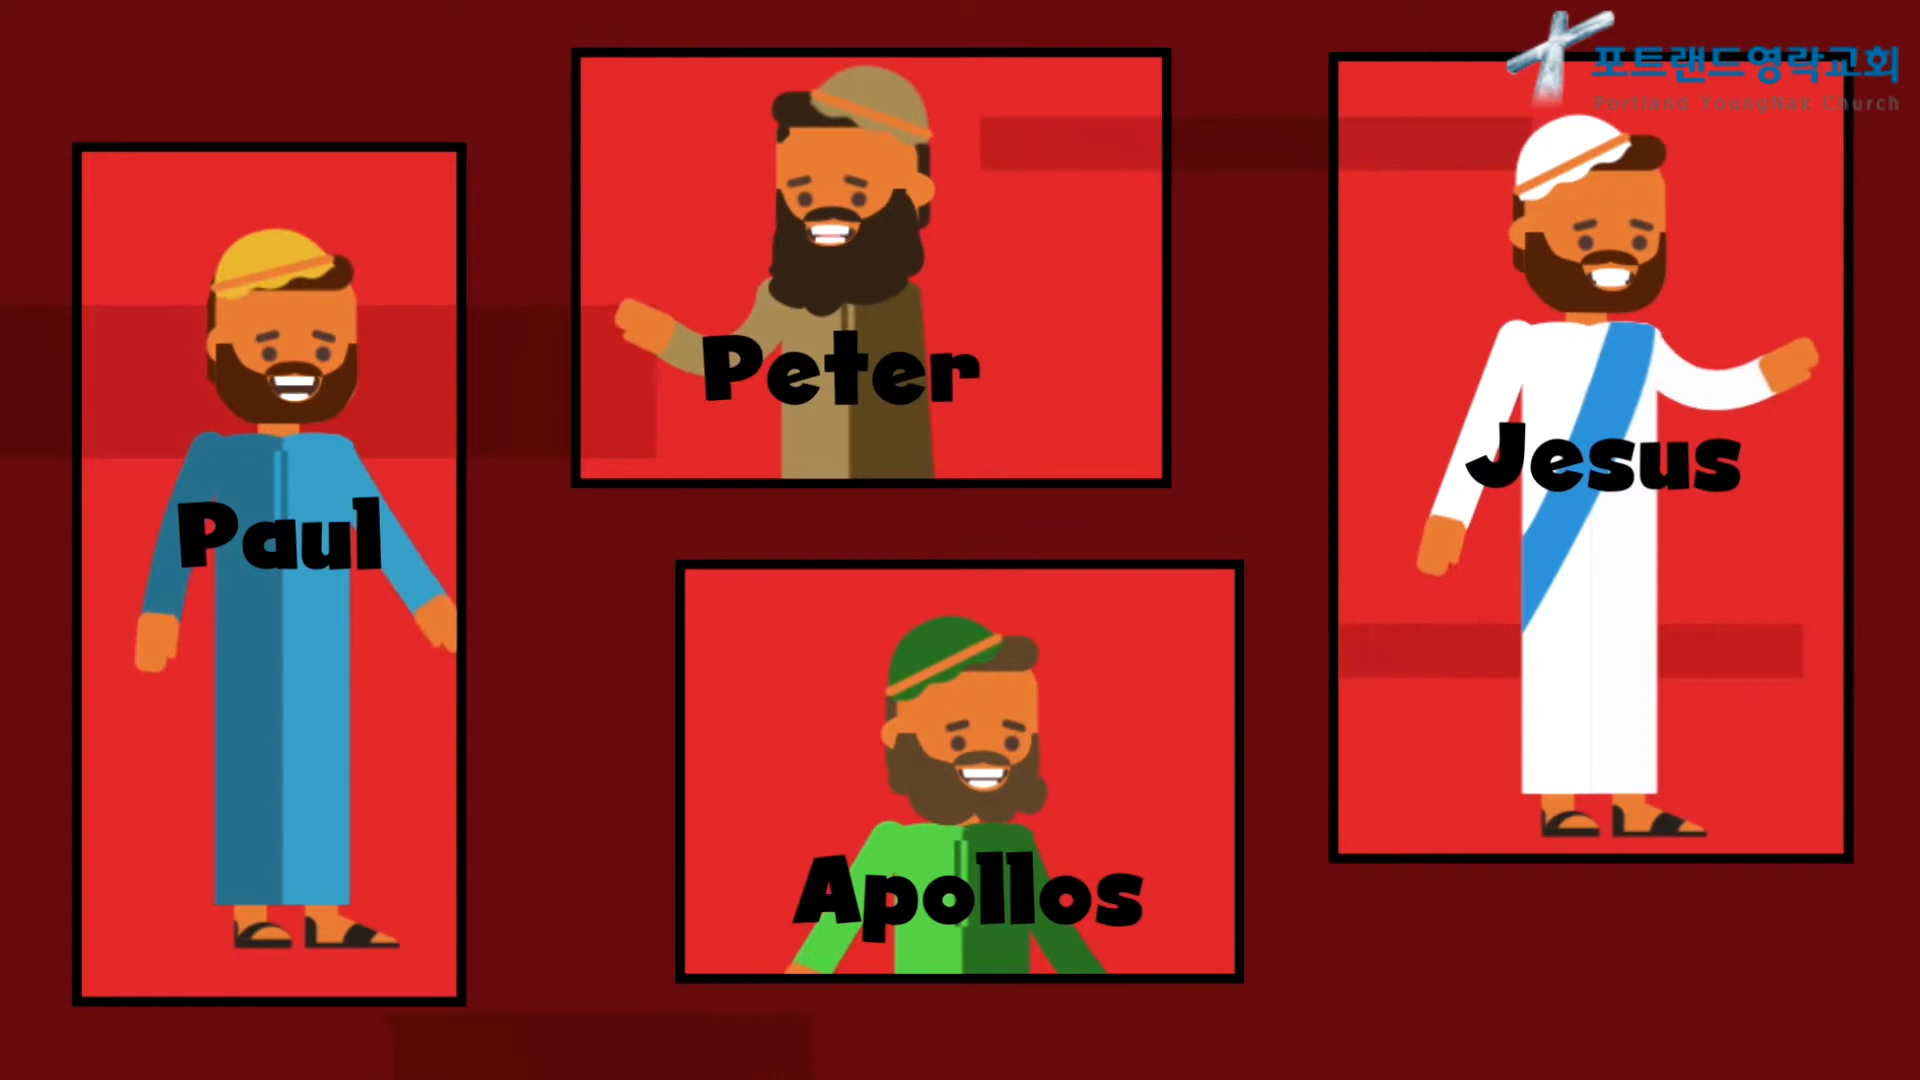 포트랜드영락교회
Portland YoungNak Church
Peter
Jesus
Paul
Apollos